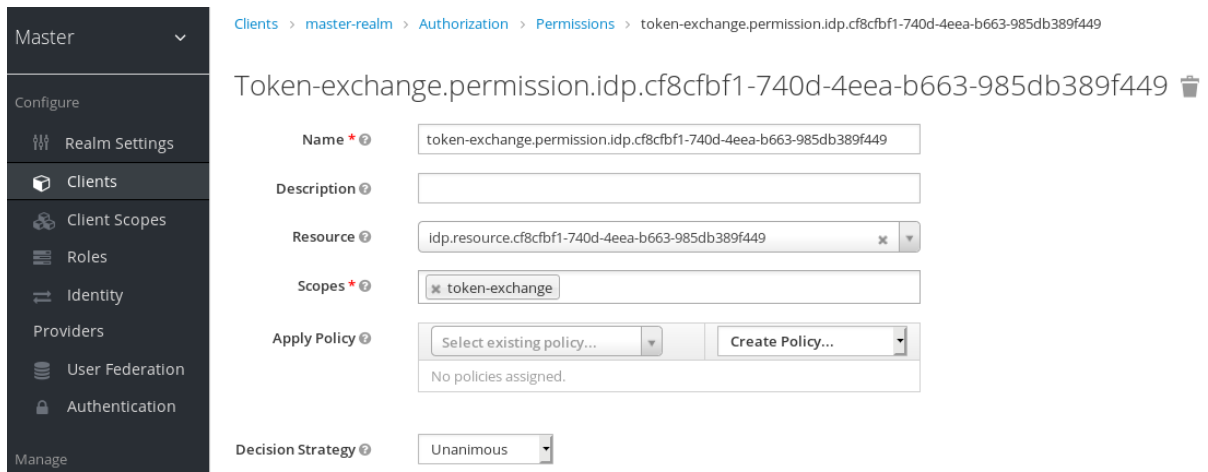 Master
Clients > master-realm > Authorization > Permissions > token-exchange.permission.idp.cf8cfbf1-740d-4eea-b663-985db389f449
Token-exchange.permission.idp.cf8cfbf1-740d-4eea-b663-985db389f449
Configure
Realm Settings
Clients
Client Scopes
Roles
Identity
Providers
User Federation
Authentication
Manage
Name * token-exchange.permission.idp.cf8cfbf1-740d-4eea-b663-985db389f449
Description
Resource idp.resource.cf8cfbf1-740d-4eea-b663-985db389f449
Scopes * token-exchange
Apply Policy Select existing policy... Create Policy...
No policies assigned.
Decision Strategy Unanimous